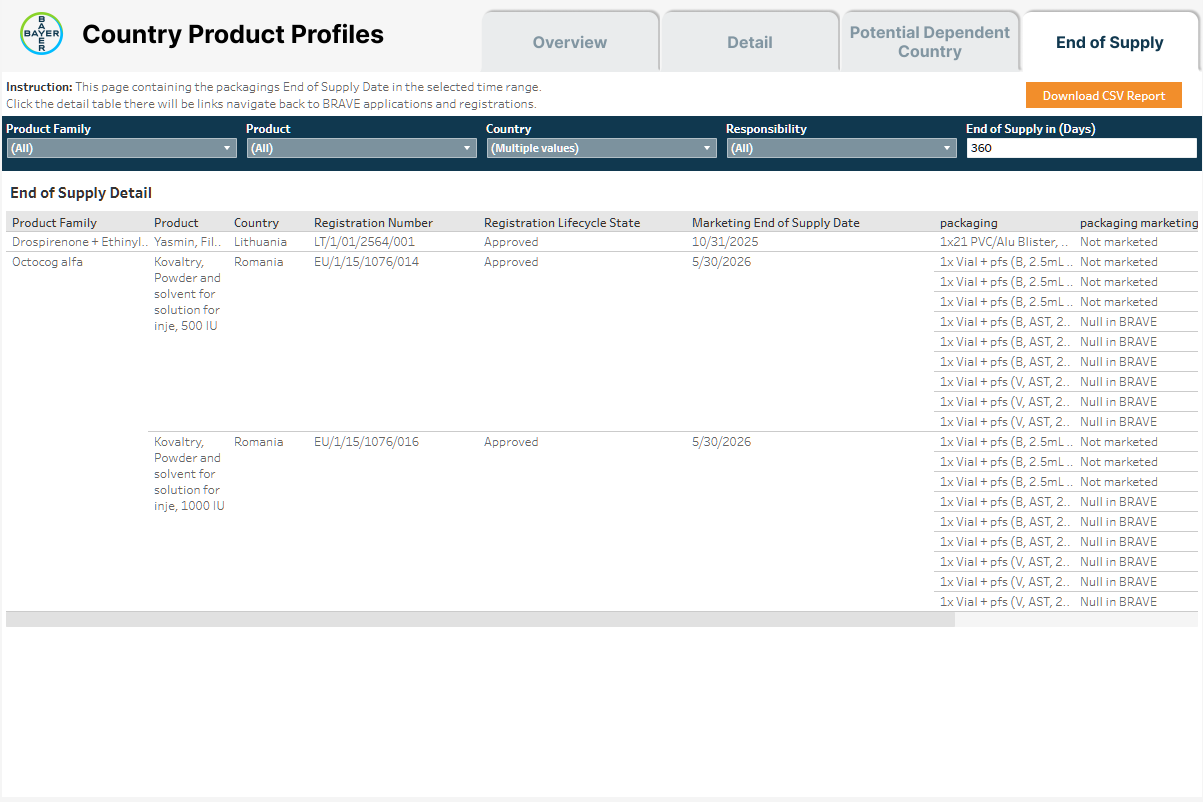 BAYER
BAYER
Country Product Profiles
Overview
Detail
Potential Dependent
Country
End of Supply
Instruction: This page containing the packagings End of Supply Date in the selected time range.
Click the detail table there will be links navigate back to BRAVE applications and registrations.
Download CSV Report
Product Family Product Country Responsibility End of Supply in (Days)
(All) (All) (Multiple values) (All) 360
End of Supply Detail
Product Family Product Country Registration Number Registration Lifecycle State Marketing End of Supply Date packaging packaging marketing
Drospirenone + Ethinyl.. Yasmin, Fil.. Lithuania LT/1/01/2564/001 Approved 10/31/2025 1x21 PVC/Alu Blister, .. Not marketed
Octocog alfa Kovaltry, Romania EU/1/15/1076/014 Approved 5/30/2026 1x Vial + pfs (B, 2.5mL .. Not marketed
Powder and 1x Vial + pfs (B, 2.5mL .. Not marketed
solvent for 1x Vial + pfs (B, 2.5mL .. Not marketed
solution for 1x Vial + pfs (B, AST, 2.. Null in BRAVE
inje, 500 IU 1x Vial + pfs (B, AST, 2.. Null in BRAVE
1x Vial + pfs (B, AST, 2.. Null in BRAVE
1x Vial + pfs (V, AST, 2.. Null in BRAVE
1x Vial + pfs (V, AST, 2.. Null in BRAVE
1x Vial + pfs (V, AST, 2.. Null in BRAVE
Kovaltry, Romania EU/1/15/1076/016 Approved 5/30/2026 1x Vial + pfs (B, 2.5mL .. Not marketed
Powder and 1x Vial + pfs (B, 2.5mL .. Not marketed
solvent for 1x Vial + pfs (B, 2.5mL .. Not marketed
solution for 1x Vial + pfs (B, AST, 2.. Null in BRAVE
inje, 1000 IU 1x Vial + pfs (B, AST, 2.. Null in BRAVE
1x Vial + pfs (B, AST, 2.. Null in BRAVE
1x Vial + pfs (V, AST, 2.. Null in BRAVE
1x Vial + pfs (V, AST, 2.. Null in BRAVE
1x Vial + pfs (V, AST, 2.. Null in BRAVE